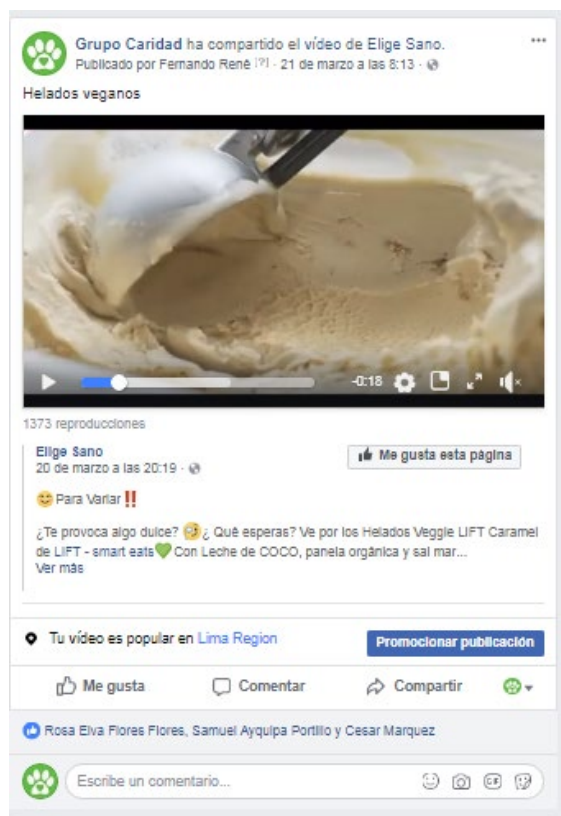 Grupo Caridad ha compartido el vídeo de Elige Sano.
Publicado por Fernando Renè [?] · 21 de marzo a las 8:13 ·
Helados veganos
-0:18
1373 reproducciones
Elige Sano
20 de marzo a las 20:19 ·
Me gusta esta página
😊 Para Variar ‼
¿Te provoca algo dulce? 🤔 ¿ Qué esperas? Ve por los Helados Veggie LIFT Caramel
de LIFT - smart eats💚 Con Leche de COCO, panela orgánica y sal mar...
Ver más
Tu vídeo es popular en Lima Region
Promocionar publicación
Me gusta
Comentar
Compartir
Rosa Elva Flores Flores, Samuel Ayquipa Portillo y Cesar Marquez
Escribe un comentario...
GIF